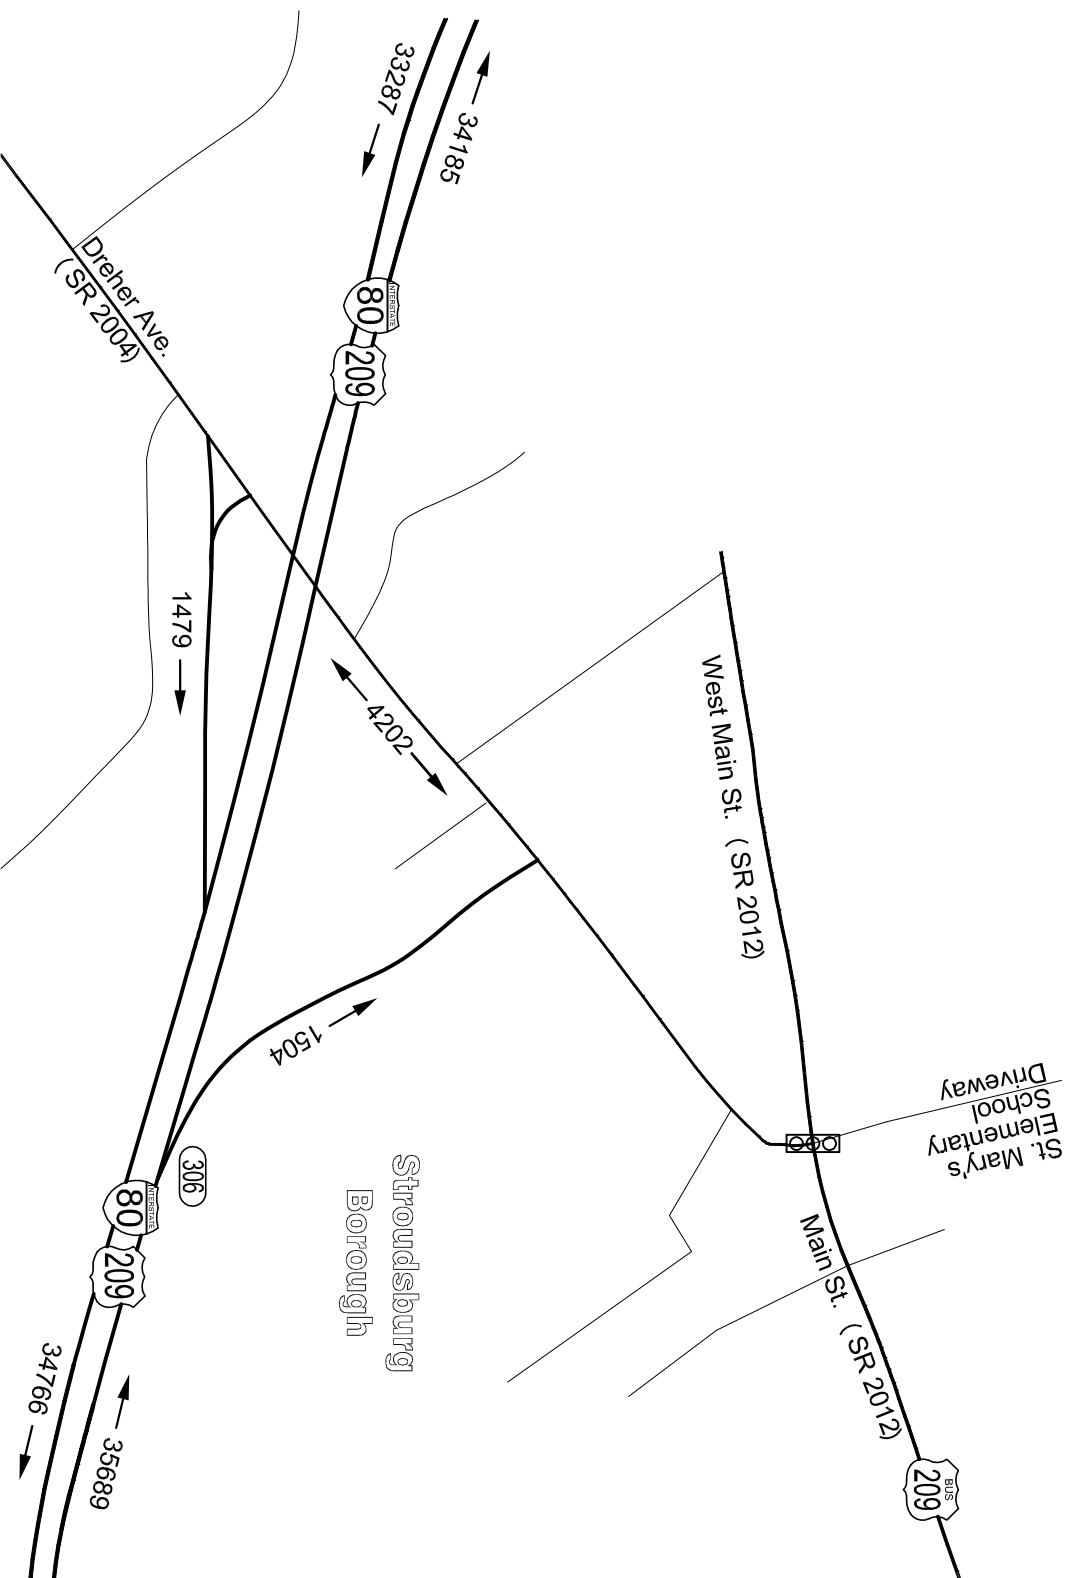 33287
34185
INTERSTATE
80
209
Dreher Ave.
( SR 2004)
1479
4202
West Main St. ( SR 2012)
1504
St. Mary's
Elementary
School
Driveway
306
INTERSTATE
80
209
Stroudsburg
Borough
Main St. ( SR 2012)
BUS
209
34766
35689